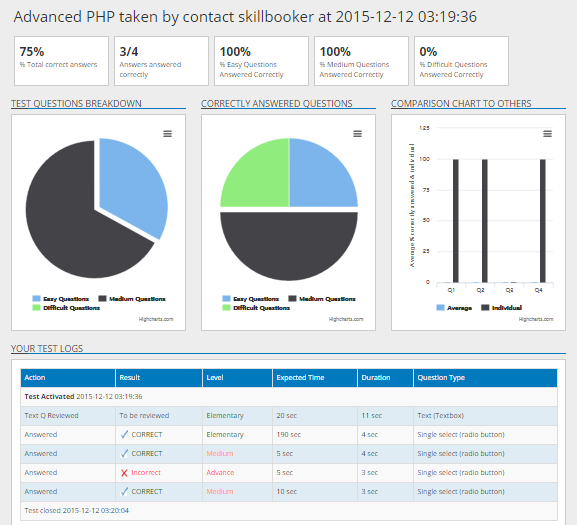 Advanced PHP taken by contact skillbooker at 2015-12-12 03:19:36
75%
% Total correct answers
3/4
Answers answered
correctly
100%
% Easy Questions
Answered Correctly
100%
% Medium Questions
Answered Correctly
0%
% Difficult Questions
Answered Correctly
TEST QUESTIONS BREAKDOWN
Easy Questions Medium Questions
Difficult Questions
Highcharts.com
CORRECTLY ANSWERED QUESTIONS
Easy Questions Medium Questions
Difficult Questions
Highcharts.com
COMPARISON CHART TO OTHERS
Average % correctly answered & individual
125
100
75
50
25
0
Q1 Q2 Q3 Q4
Average Individual
Highcharts.com
YOUR TEST LOGS
Action Result Level Expected Time Duration Question Type
Test Activated 2015-12-12 03:19:36
Text Q Reviewed To be reviewed Elementary 20 sec 11 sec Text (Textbox)
Answered CORRECT Elementary 190 sec 4 sec Single select (radio button)
Answered CORRECT Medium 5 sec 4 sec Single select (radio button)
Answered Incorrect Advance 5 sec 3 sec Single select (radio button)
Answered CORRECT Medium 10 sec 3 sec Single select (radio button)
Test closed 2015-12-12 03:20:04